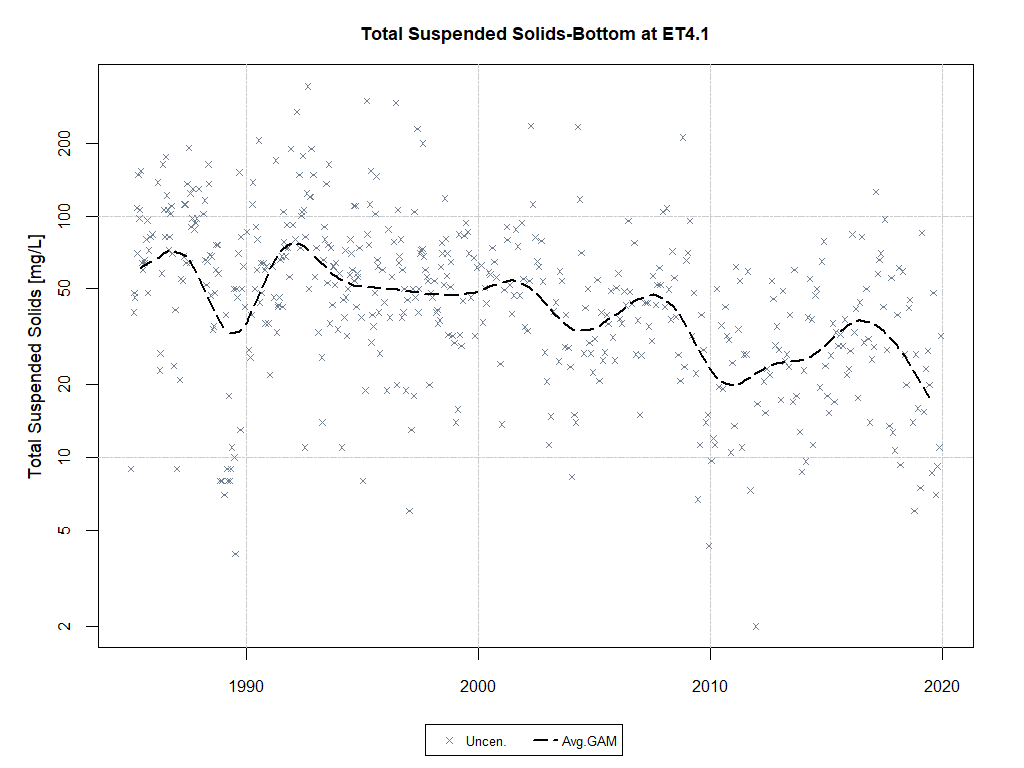 Total Suspended Solids-Bottom at ET4.1
Total Suspended Solids [mg/L]
200
100
50
20
10
5
2
1990 2000 2010 2020
Uncen. Avg.GAM